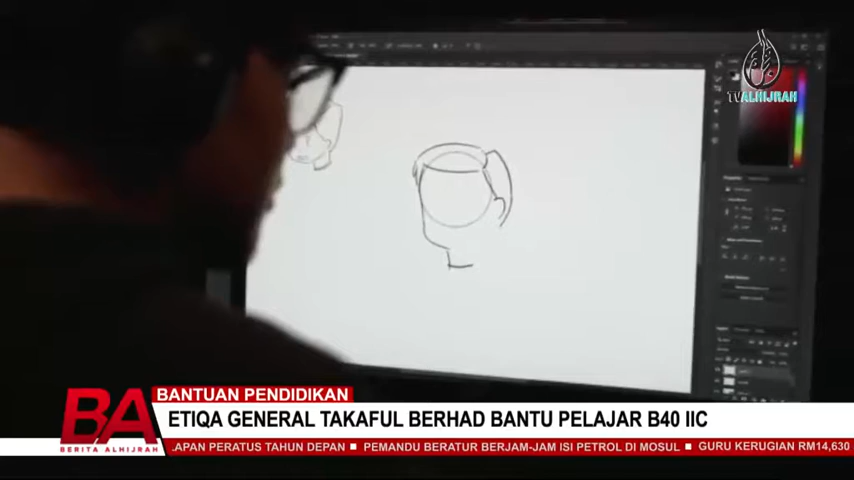 TVALHIJRAH
BANTUAN PENDIDIKAN
BA
ETIQA GENERAL TAKAFUL BERHAD BANTU PELAJAR B40 IIC
BERITA ALHIJRAH
.APAN PERATUS TAHUN DEPAN ■ PEMANDU BERATUR BERJAM-JAM ISI PETROL DI MOSUL ■ GURU KERUGIAN RM14,630